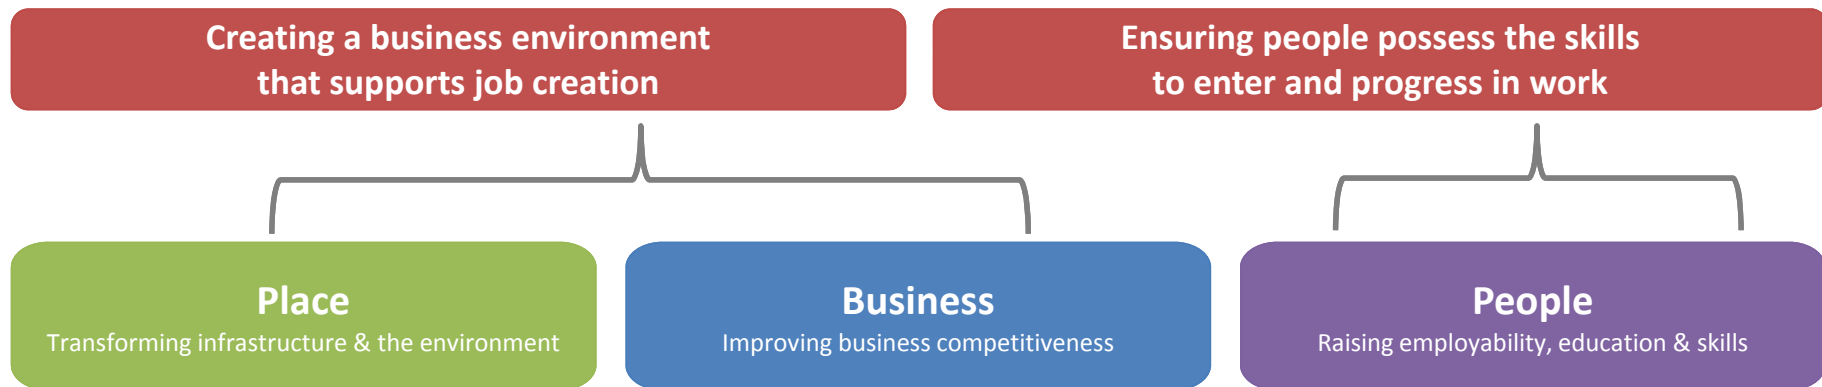 Creating a business environment
that supports job creation
Ensuring people possess the skills
to enter and progress in work
Place
Transforming infrastructure & the environment
Business
Improving business competitiveness
People
Raising employability, education & skills